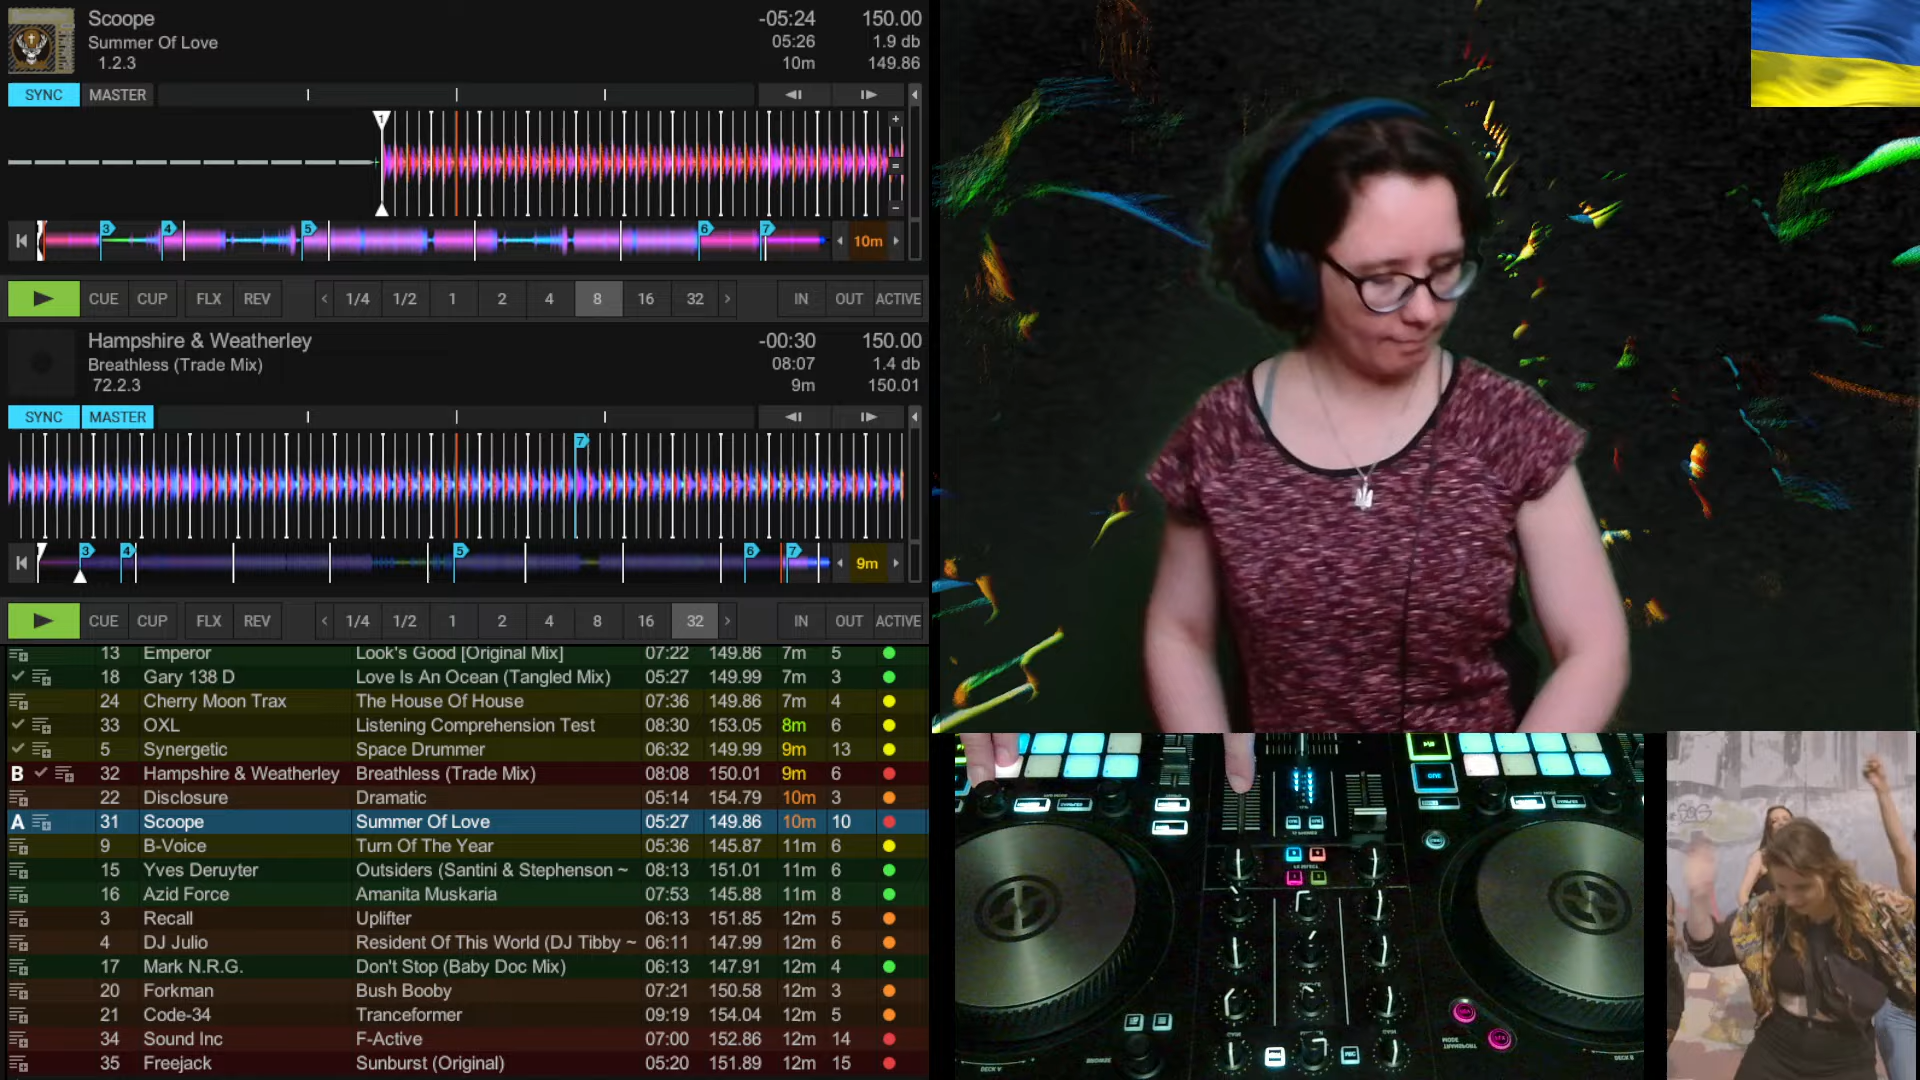 Scoope -05:24 150.00
Summer Of Love 05:26 1.9 db
1.2.3 10m 149.86
SYNC MASTER
1
3 4 5 6 7 10m
CUE CUP FLX REV 1/4 1/2 1 2 4 8 16 32 IN OUT ACTIVE
Hampshire & Weatherley -00:30 150.00
Breathless (Trade Mix) 08:07 1.4 db
72.2.3 9m 150.01
SYNC MASTER
7
3 4 5 6 7 9m
CUE CUP FLX REV 1/4 1/2 1 2 4 8 16 32 IN OUT ACTIVE
13 Emperor Look's Good [Original Mix] 07:22 149.86 7m 5
18 Gary 138 D Love Is An Ocean (Tangled Mix) 05:27 149.99 7m 3
24 Cherry Moon Trax The House Of House 07:36 149.86 7m 4
33 OXL Listening Comprehension Test 08:30 153.05 8m 6
5 Synergetic Space Drummer 06:32 149.99 9m 13
B 32 Hampshire & Weatherley Breathless (Trade Mix) 08:08 150.01 9m 6
22 Disclosure Dramatic 05:14 154.79 10m 3
A 31 Scoope Summer Of Love 05:27 149.86 10m 10
9 B-Voice Turn Of The Year 05:36 145.87 11m 6
15 Yves Deruyter Outsiders (Santini & Stephenson ~ 08:13 151.01 11m 6
16 Azid Force Amanita Muskaria 07:53 145.88 11m 8
3 Recall Uplifter 06:13 151.85 12m 5
4 DJ Julio Resident Of This World (DJ Tibby ~ 06:11 147.99 12m 6
17 Mark N.R.G. Don't Stop (Baby Doc Mix) 06:13 147.91 12m 4
20 Forkman Bush Booby 07:21 150.58 12m 3
21 Code-34 Tranceformer 09:19 154.04 12m 5
34 Sound Inc F-Active 07:00 152.86 12m 14
35 Freejack Sunburst (Original) 05:20 151.89 12m 15